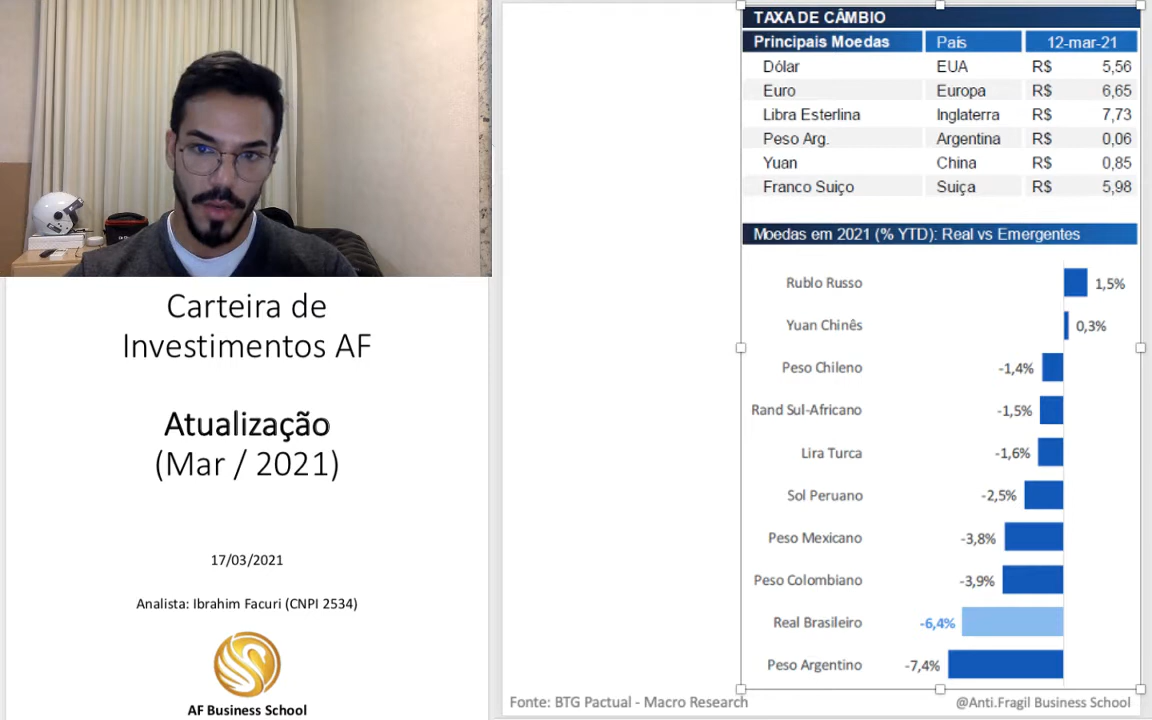 Carteira de
Investimentos AF
Atualização
(Mar / 2021)
17/03/2021
Analista: Ibrahim Facuri (CNPI 2534)
AF Business School
TAXA DE CÂMBIO
Principais Moedas País 12-mar-21
Dólar EUA R$ 5,56
Euro Europa R$ 6,65
Libra Esterlina Inglaterra R$ 7,73
Peso Arg. Argentina R$ 0,06
Yuan China R$ 0,85
Franco Suiço Suiça R$ 5,98
Moedas em 2021 (% YTD): Real vs Emergentes
Rublo Russo 1,5%
Yuan Chinês 0,3%
Peso Chileno -1,4%
Rand Sul-Africano -1,5%
Lira Turca -1,6%
Sol Peruano -2,5%
Peso Mexicano -3,8%
Peso Colombiano -3,9%
Real Brasileiro -6,4%
Peso Argentino -7,4%
Fonte: BTG Pactual - Macro Research
@Anti.Fragil Business School